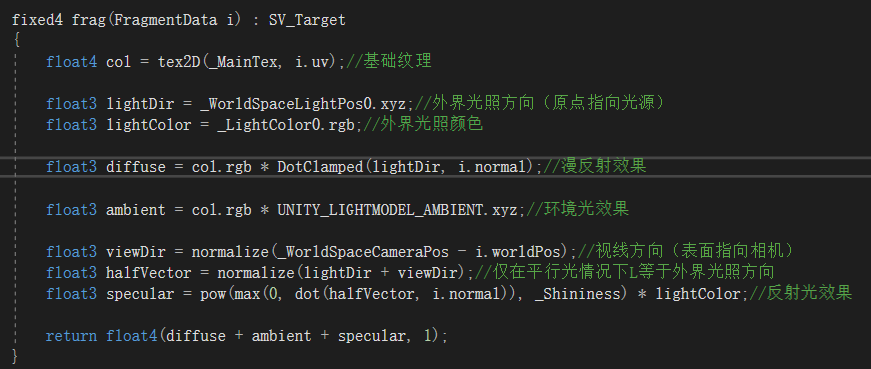 fixed4 frag(FragmentData i) : SV_Target
{
float4 col = tex2D(_MainTex, i.uv);//基础纹理
float3 lightDir = _WorldSpaceLightPos0.xyz;//外界光照方向（原点指向光源）
float3 lightColor = _LightColor0.rgb;//外界光照颜色
float3 diffuse = col.rgb * DotClamped(lightDir, i.normal);//漫反射效果
float3 ambient = col.rgb * UNITY_LIGHTMODEL_AMBIENT.xyz;//环境光效果
float3 viewDir = normalize(_WorldSpaceCameraPos - i.worldPos);//视线方向（表面指向相机）
float3 halfVector = normalize(lightDir + viewDir);//仅在平行光情况下L等于外界光照方向
float3 specular = pow(max(0, dot(halfVector, i.normal)), _Shininess) * lightColor;//反射光效果
return float4(diffuse + ambient + specular, 1);
}